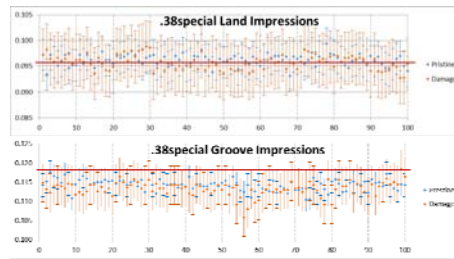 .38special Land Impressions
0.105
0.100
0.095
0.090
0.085
Pristine
Damage
0 10 20 30 40 50 60 70 80 90 100
.38special Groove Impressions
0.125
0.120
0.115
0.110
0.105
0.100
Damage
0 10 20 30 40 50 60 70 80 90 100